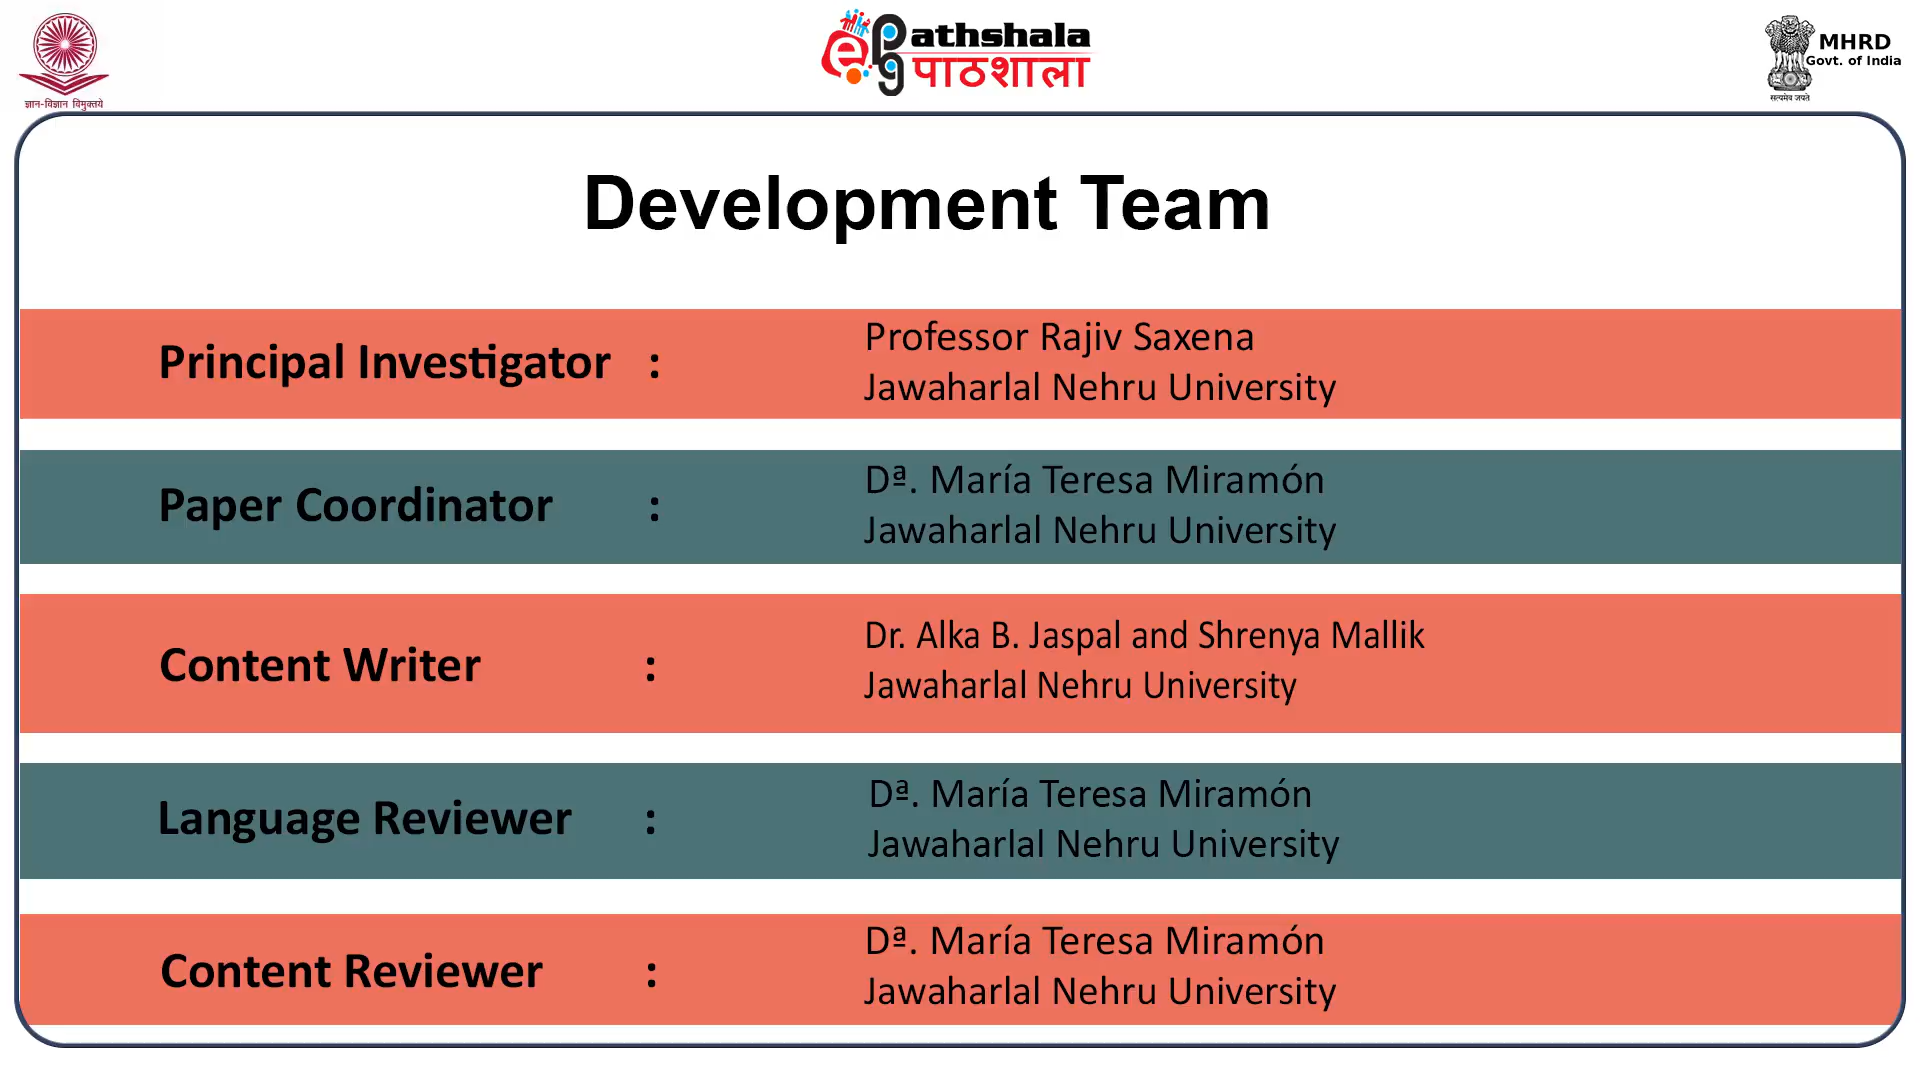 ज्ञान-विज्ञान विमुक्तये
ePathshala
पाठशाला
MHRD
Govt. of India
सत्यमेव जयते
Development Team
Principal Investigator :
Professor Rajiv Saxena
Jawaharlal Nehru University
Paper Coordinator :
Dª. María Teresa Miramón
Jawaharlal Nehru University
Content Writer :
Dr. Alka B. Jaspal and Shrenya Mallik
Jawaharlal Nehru University
Language Reviewer :
Dª. María Teresa Miramón
Jawaharlal Nehru University
Content Reviewer :
Dª. María Teresa Miramón
Jawaharlal Nehru University